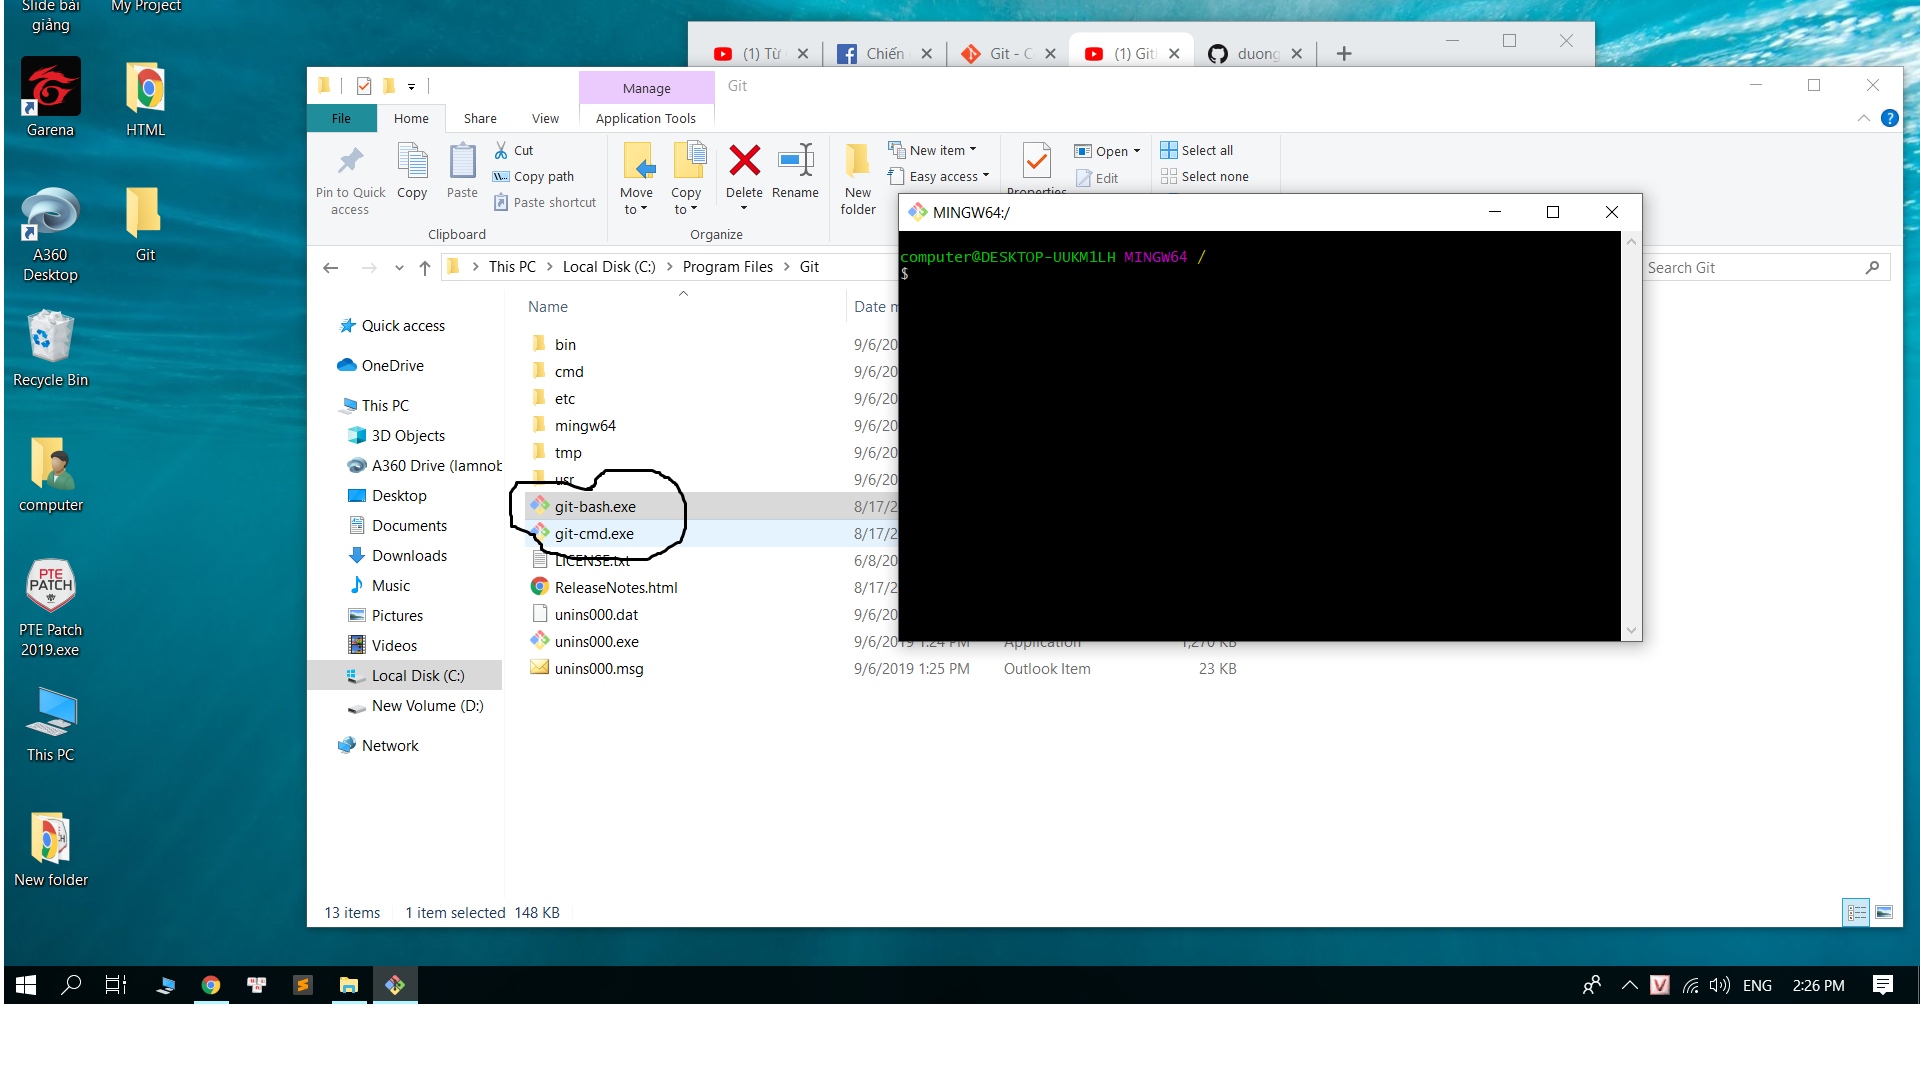 Slide bài
giảng
My Project
Garena
HTML
A360
Desktop
Git
Recycle Bin
computer
PTE
PATCH
PTE Patch
2019.exe
This PC
New folder
(1) Từ
Chiến
Git - C
(1) Git
duong
Manage
Git
File
Home
Share
View
Application Tools
Pin to Quick
access
Copy
Paste
Cut
Copy path
Paste shortcut
Clipboard
Move
to
Copy
to
Delete
Rename
Organize
New
folder
New item
Easy access
Properties
Open
Edit
Select all
Select none
This PC
Local Disk (C:)
Program Files
Git
Search Git
Quick access
OneDrive
This PC
3D Objects
A360 Drive (lamnob
Desktop
Documents
Downloads
Music
Pictures
Videos
Local Disk (C:)
New Volume (D:)
Network
Name
Date m
bin 9/6/20
cmd 9/6/20
etc 9/6/20
mingw64 9/6/20
tmp 9/6/20
usr 9/6/20
git-bash.exe 8/17/2
git-cmd.exe 8/17/2
LICENSE.txt 6/8/20
ReleaseNotes.html 8/17/2
unins000.dat 9/6/20
unins000.exe 9/6/2019 1:24 PM Application 1,270 KB
unins000.msg 9/6/2019 1:25 PM Outlook Item 23 KB
MINGW64:/
computer@DESKTOP-UUKM1LH MINGW64 /
$
13 items
1 item selected 148 KB
ENG
2:26 PM